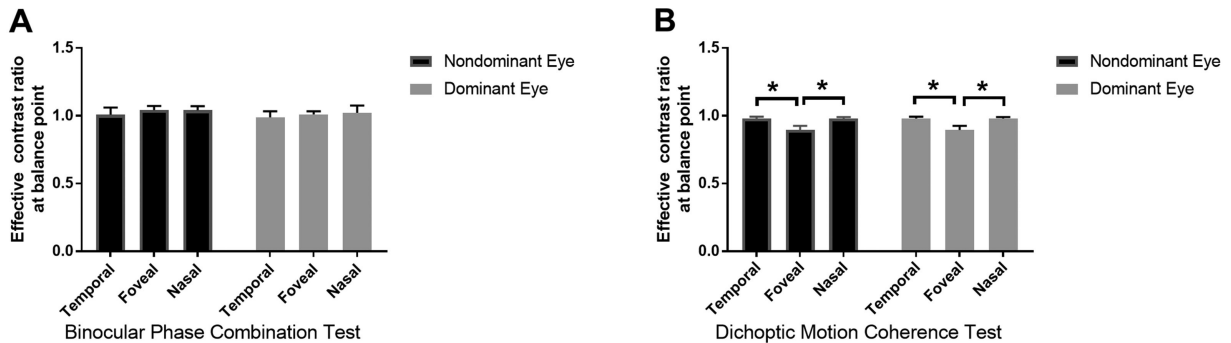 A
Effective contrast ratio
at balance point
1.5
1.0
0.5
0.0
Temporal
Foveal
Nasal
Temporal
Foveal
Nasal
Binocular Phase Combination Test
Nondominant Eye
Dominant Eye
B
Effective contrast ratio
at balance point
1.5
1.0
0.5
0.0
* * * *
Temporal
Foveal
Nasal
Temporal
Foveal
Nasal
Dichoptic Motion Coherence Test
Nondominant Eye
Dominant Eye